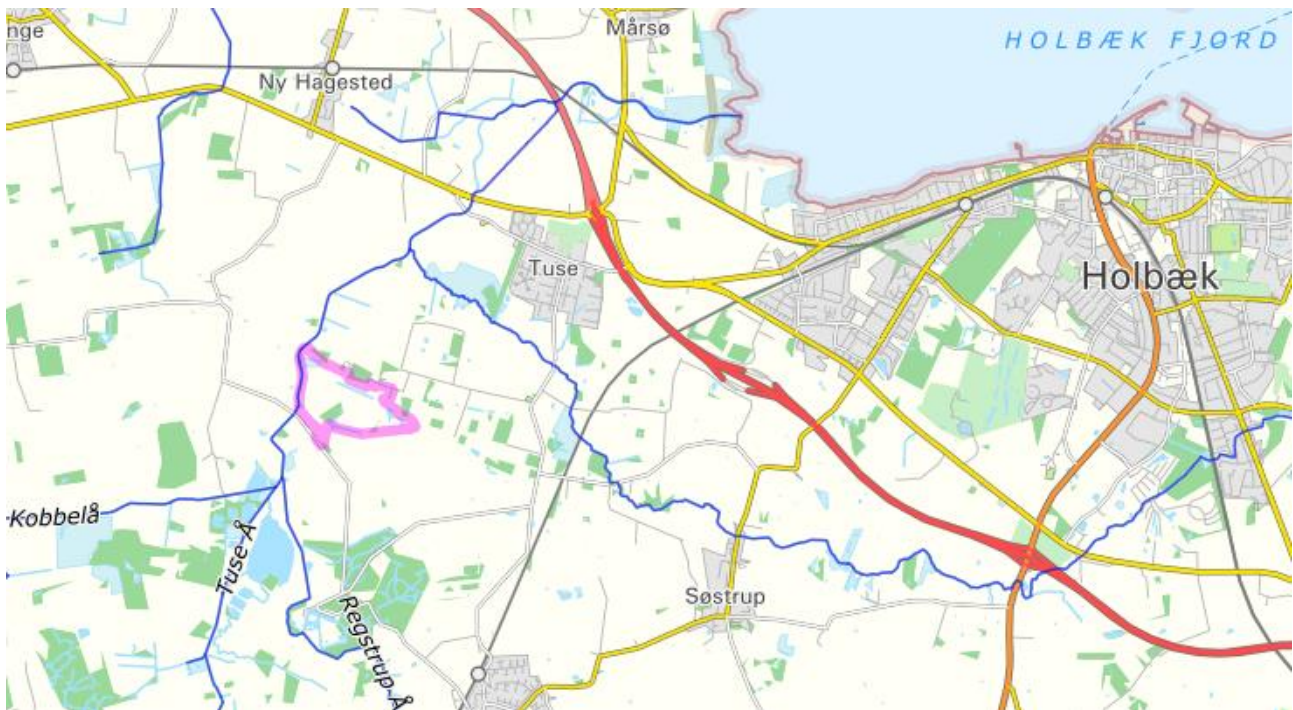 nge
Mårsø
HOLBÆK FJORD
Ny Hagested
Tuse
Holbæk
Kobbelå
Tuse Å
Regstrup Å
Søstrup